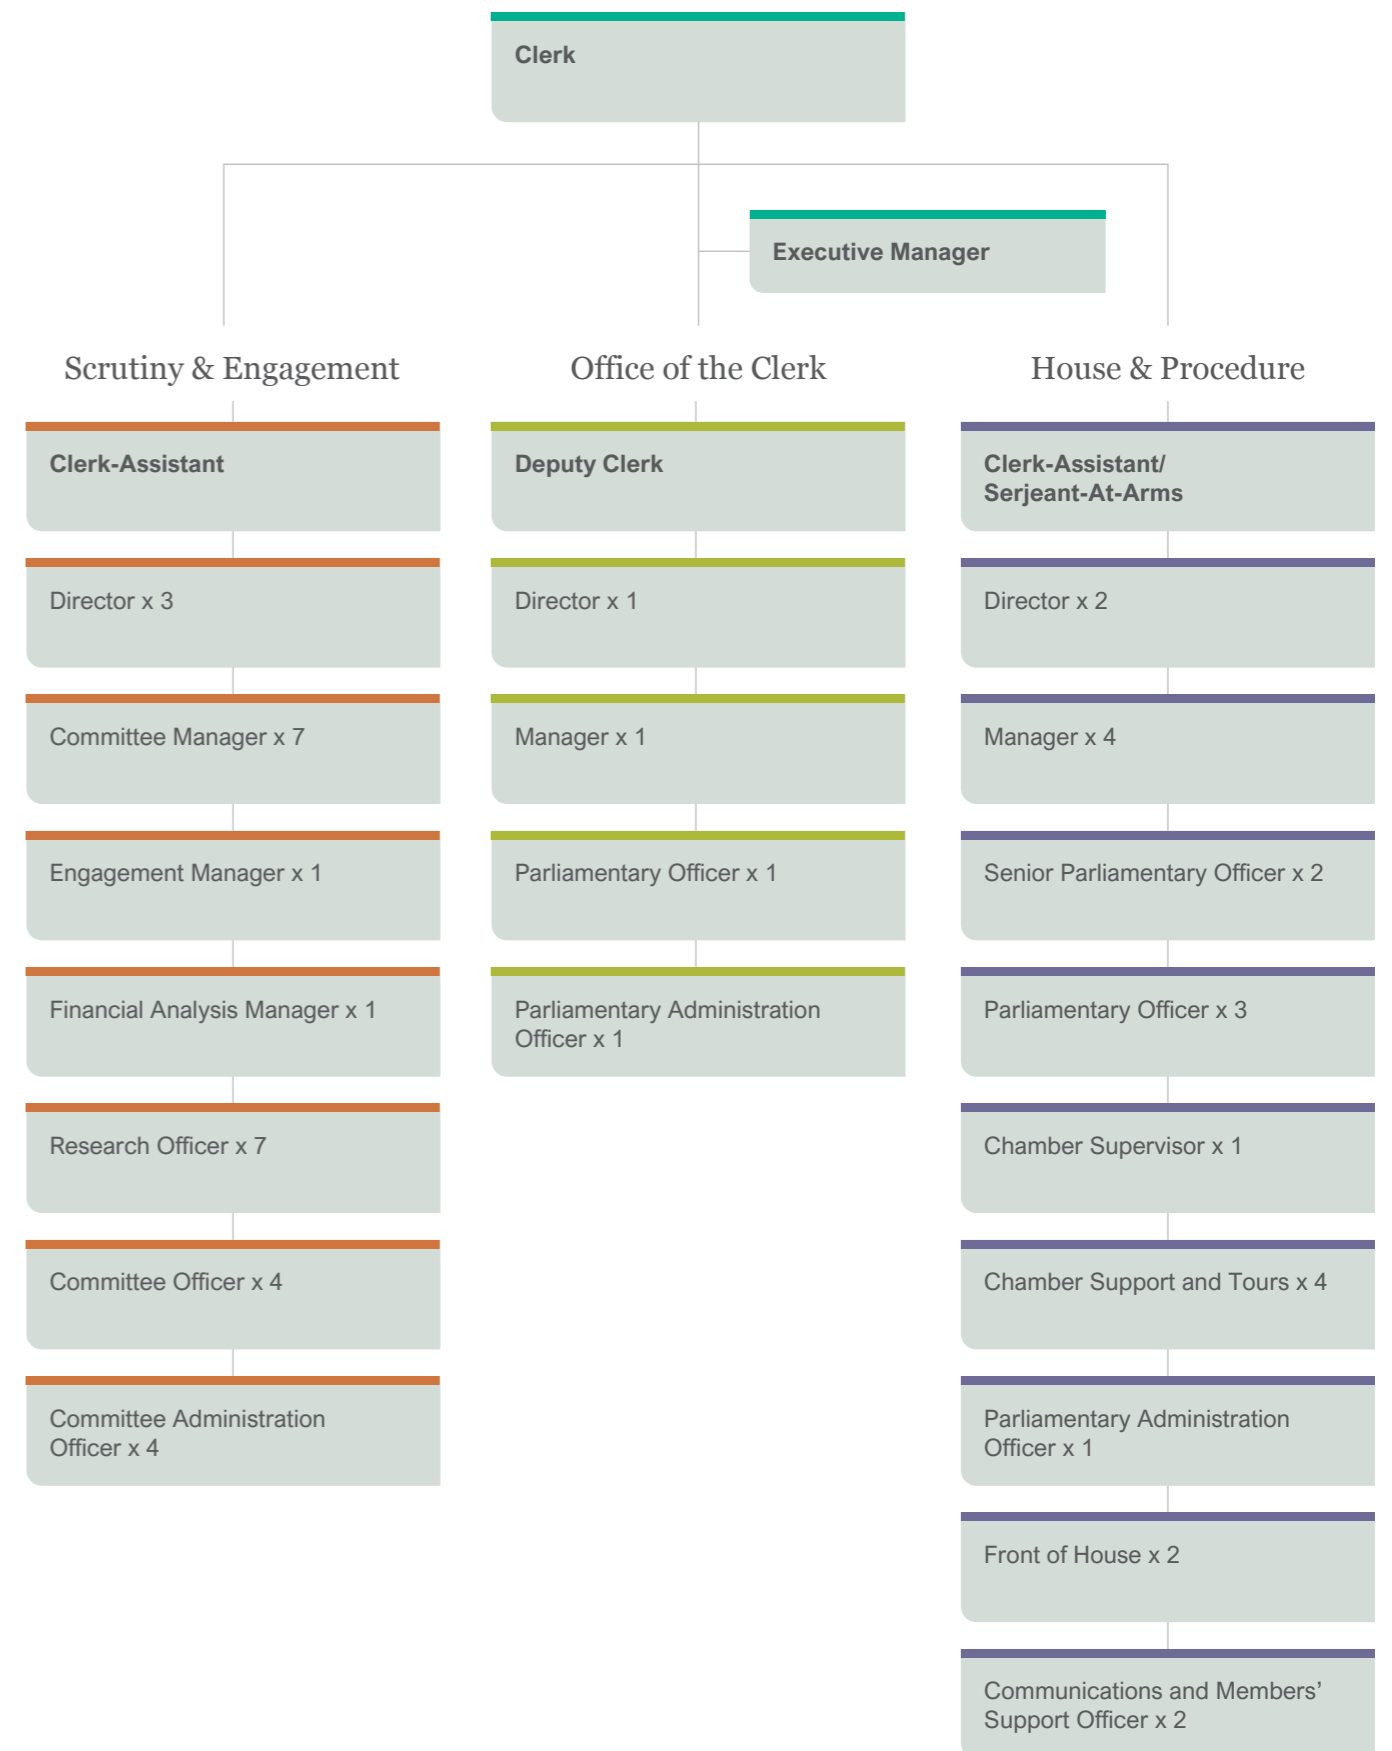 Clerk
Executive Manager
Scrutiny & Engagement
Clerk-Assistant
Director x 3
Committee Manager x 7
Engagement Manager x 1
Financial Analysis Manager x 1
Research Officer x 7
Committee Officer x 4
Committee Administration
Officer x 4
Office of the Clerk
Deputy Clerk
Director x 1
Manager x 1
Parliamentary Officer x 1
Parliamentary Administration
Officer x 1
House & Procedure
Clerk-Assistant/
Serjeant-At-Arms
Director x 2
Manager x 4
Senior Parliamentary Officer x 2
Parliamentary Officer x 3
Chamber Supervisor x 1
Chamber Support and Tours x 4
Parliamentary Administration
Officer x 1
Front of House x 2
Communications and Members’
Support Officer x 2